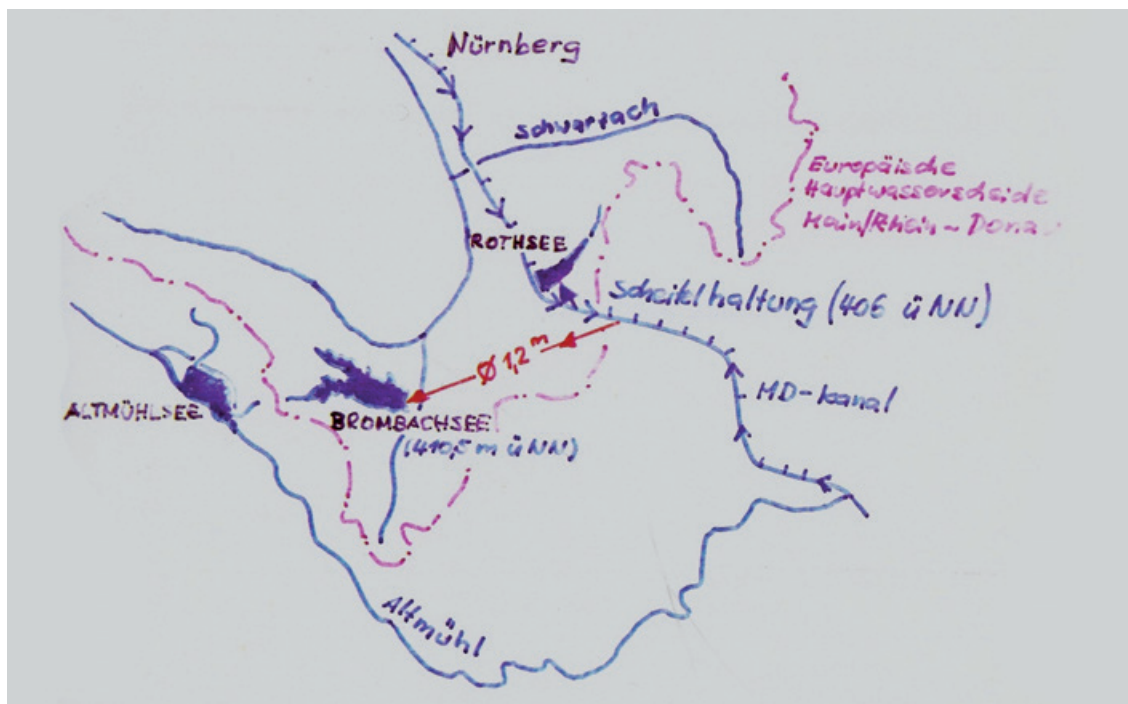 Nürnberg
Schwarzach
Europäische
Hauptwasserscheide
Main/Rhein - Donau
ROTHSEE
Scheitlhaltung (406 ü NN)
Ø 1,2 m
ALTMÜHLSEE
BROMBACHSEE
(410,5 m ü NN)
MD-Kanal
Altmühl